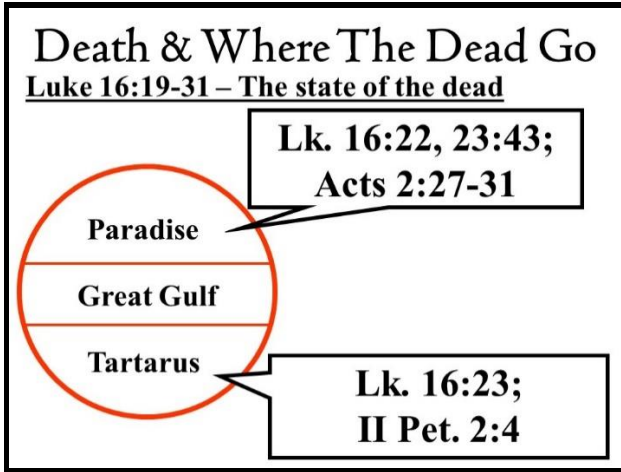 Death & Where The Dead Go
Luke 16:19-31 – The state of the dead
Lk. 16:22, 23:43;
Acts 2:27-31
Paradise
Great Gulf
Tartarus
Lk. 16:23;
II Pet. 2:4